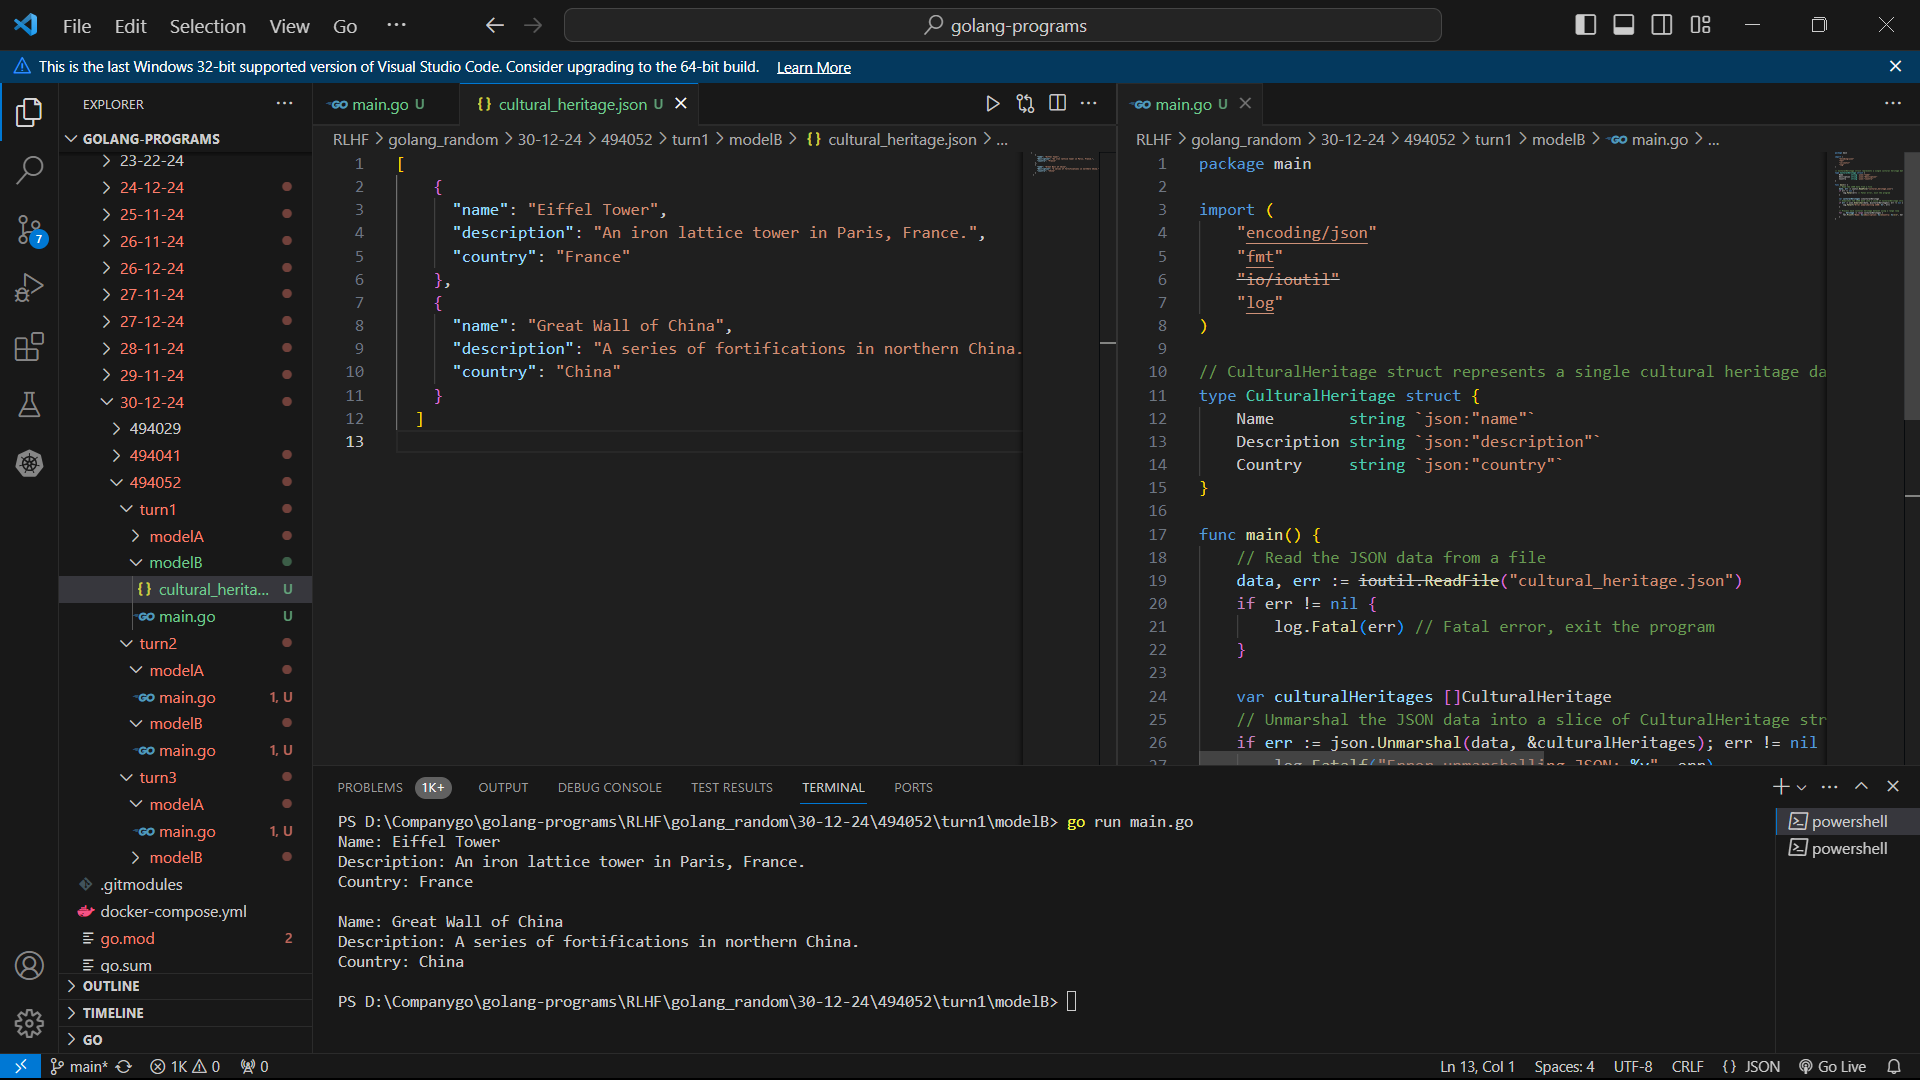 File Edit Selection View Go ... golang-programs
This is the last Windows 32-bit supported version of Visual Studio Code. Consider upgrading to the 64-bit build. Learn More
EXPLORER ...
GOLANG-PROGRAMS
23-22-24
24-12-24
25-11-24
26-11-24
26-12-24
27-11-24
27-12-24
28-11-24
29-11-24
30-12-24
494029
494041
494052
turn1
modelA
modelB
{} cultural_herita... U
main.go U
turn2
modelA
main.go 1, U
modelB
main.go 1, U
turn3
modelA
main.go 1, U
modelB
.gitmodules
docker-compose.yml
go.mod 2
go.sum
OUTLINE
TIMELINE
GO
7
main.go U
{} cultural_heritage.json U
RLHF > golang_random > 30-12-24 > 494052 > turn1 > modelB > {} cultural_heritage.json > ...
1 [
2 {
3 "name": "Eiffel Tower",
4 "description": "An iron lattice tower in Paris, France.",
5 "country": "France"
6 },
7 {
8 "name": "Great Wall of China",
9 "description": "A series of fortifications in northern China.
10 "country": "China"
11 }
12 ]
13
main.go U
RLHF > golang_random > 30-12-24 > 494052 > turn1 > modelB > main.go > ...
1 package main
2
3 import (
4 "encoding/json"
5 "fmt"
6 "io/ioutil"
7 "log"
8 )
9
10 // CulturalHeritage struct represents a single cultural heritage da
11 type CulturalHeritage struct {
12 Name string `json:"name"`
13 Description string `json:"description"`
14 Country string `json:"country"`
15 }
16
17 func main() {
18 // Read the JSON data from a file
19 data, err := ioutil.ReadFile("cultural_heritage.json")
20 if err != nil {
21 log.Fatal(err) // Fatal error, exit the program
22 }
23
24 var culturalHeritages []CulturalHeritage
25 // Unmarshal the JSON data into a slice of CulturalHeritage str
26 if err := json.Unmarshal(data, &culturalHeritages); err != nil
27 log.Fatalf("Error unmarshalling JSON: %v", err)
PROBLEMS 1K+ OUTPUT DEBUG CONSOLE TEST RESULTS TERMINAL PORTS
PS D:\Companygo\golang-programs\RLHF\golang_random\30-12-24\494052\turn1\modelB> go run main.go
Name: Eiffel Tower
Description: An iron lattice tower in Paris, France.
Country: France
Name: Great Wall of China
Description: A series of fortifications in northern China.
Country: China
PS D:\Companygo\golang-programs\RLHF\golang_random\30-12-24\494052\turn1\modelB>
powershell
powershell
main* 1K 0 0 Ln 13, Col 1 Spaces: 4 UTF-8 CRLF {} JSON Go Live